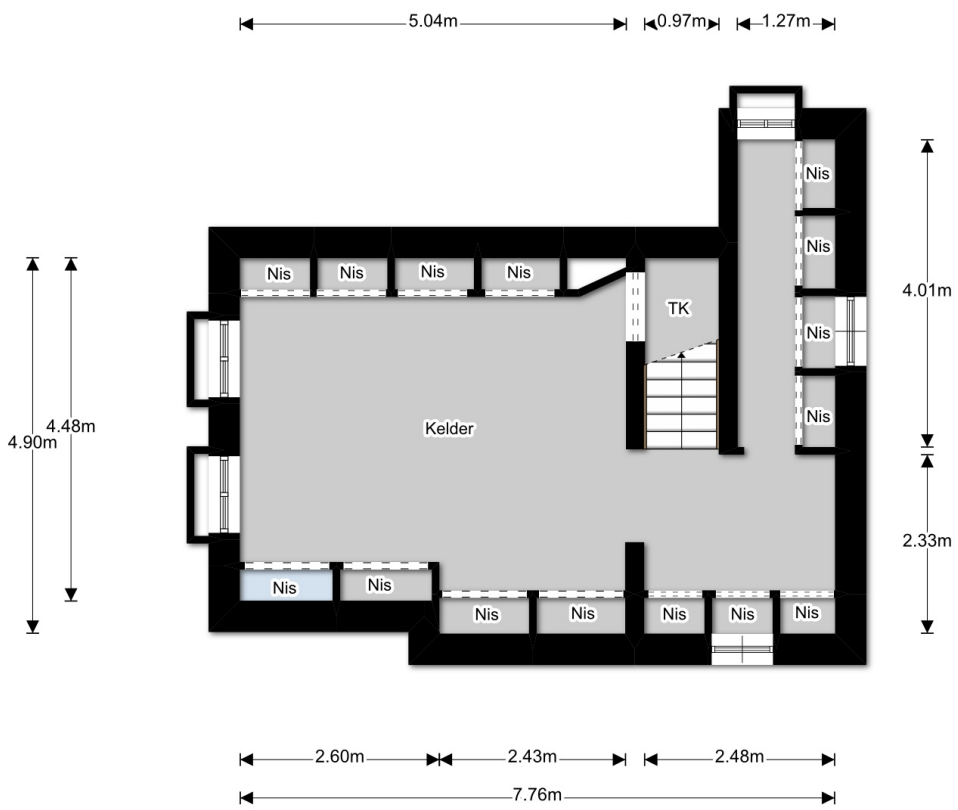 5.04m 0.97m 1.27m
Nis
Nis Nis Nis Nis
Nis
4.01m
TK
Nis
4.90m 4.48m
Kelder
Nis
2.33m
Nis Nis
Nis Nis Nis Nis Nis
2.60m 2.43m 2.48m
7.76m